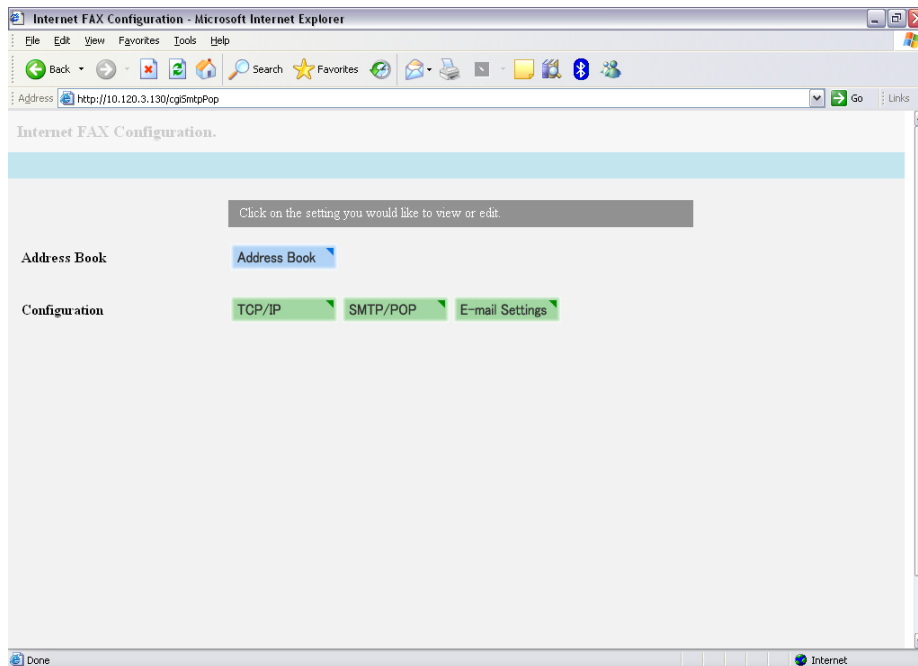 Internet FAX Configuration - Microsoft Internet Explorer
File Edit View Favorites Tools Help
Back Search Favorites
Address http://10.120.3.130/cgiSmtpPop Go Links
Internet FAX Configuration.
Click on the setting you would like to view or edit.
Address Book Address Book
Configuration TCP/IP SMTP/POP E-mail Settings
Done Internet